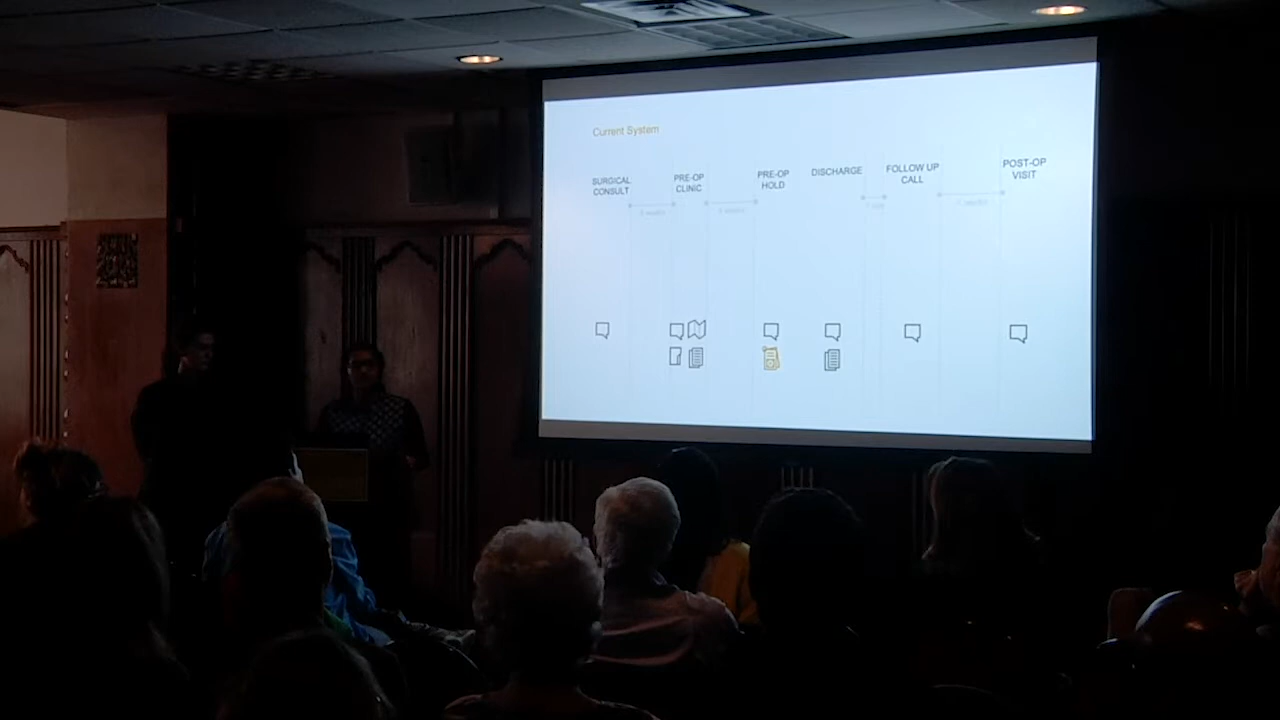 Current System
SURGICAL
CONSULT
PRE-OP
CLINIC
PRE-OP
HOLD
DISCHARGE
FOLLOW UP
CALL
POST-OP
VISIT